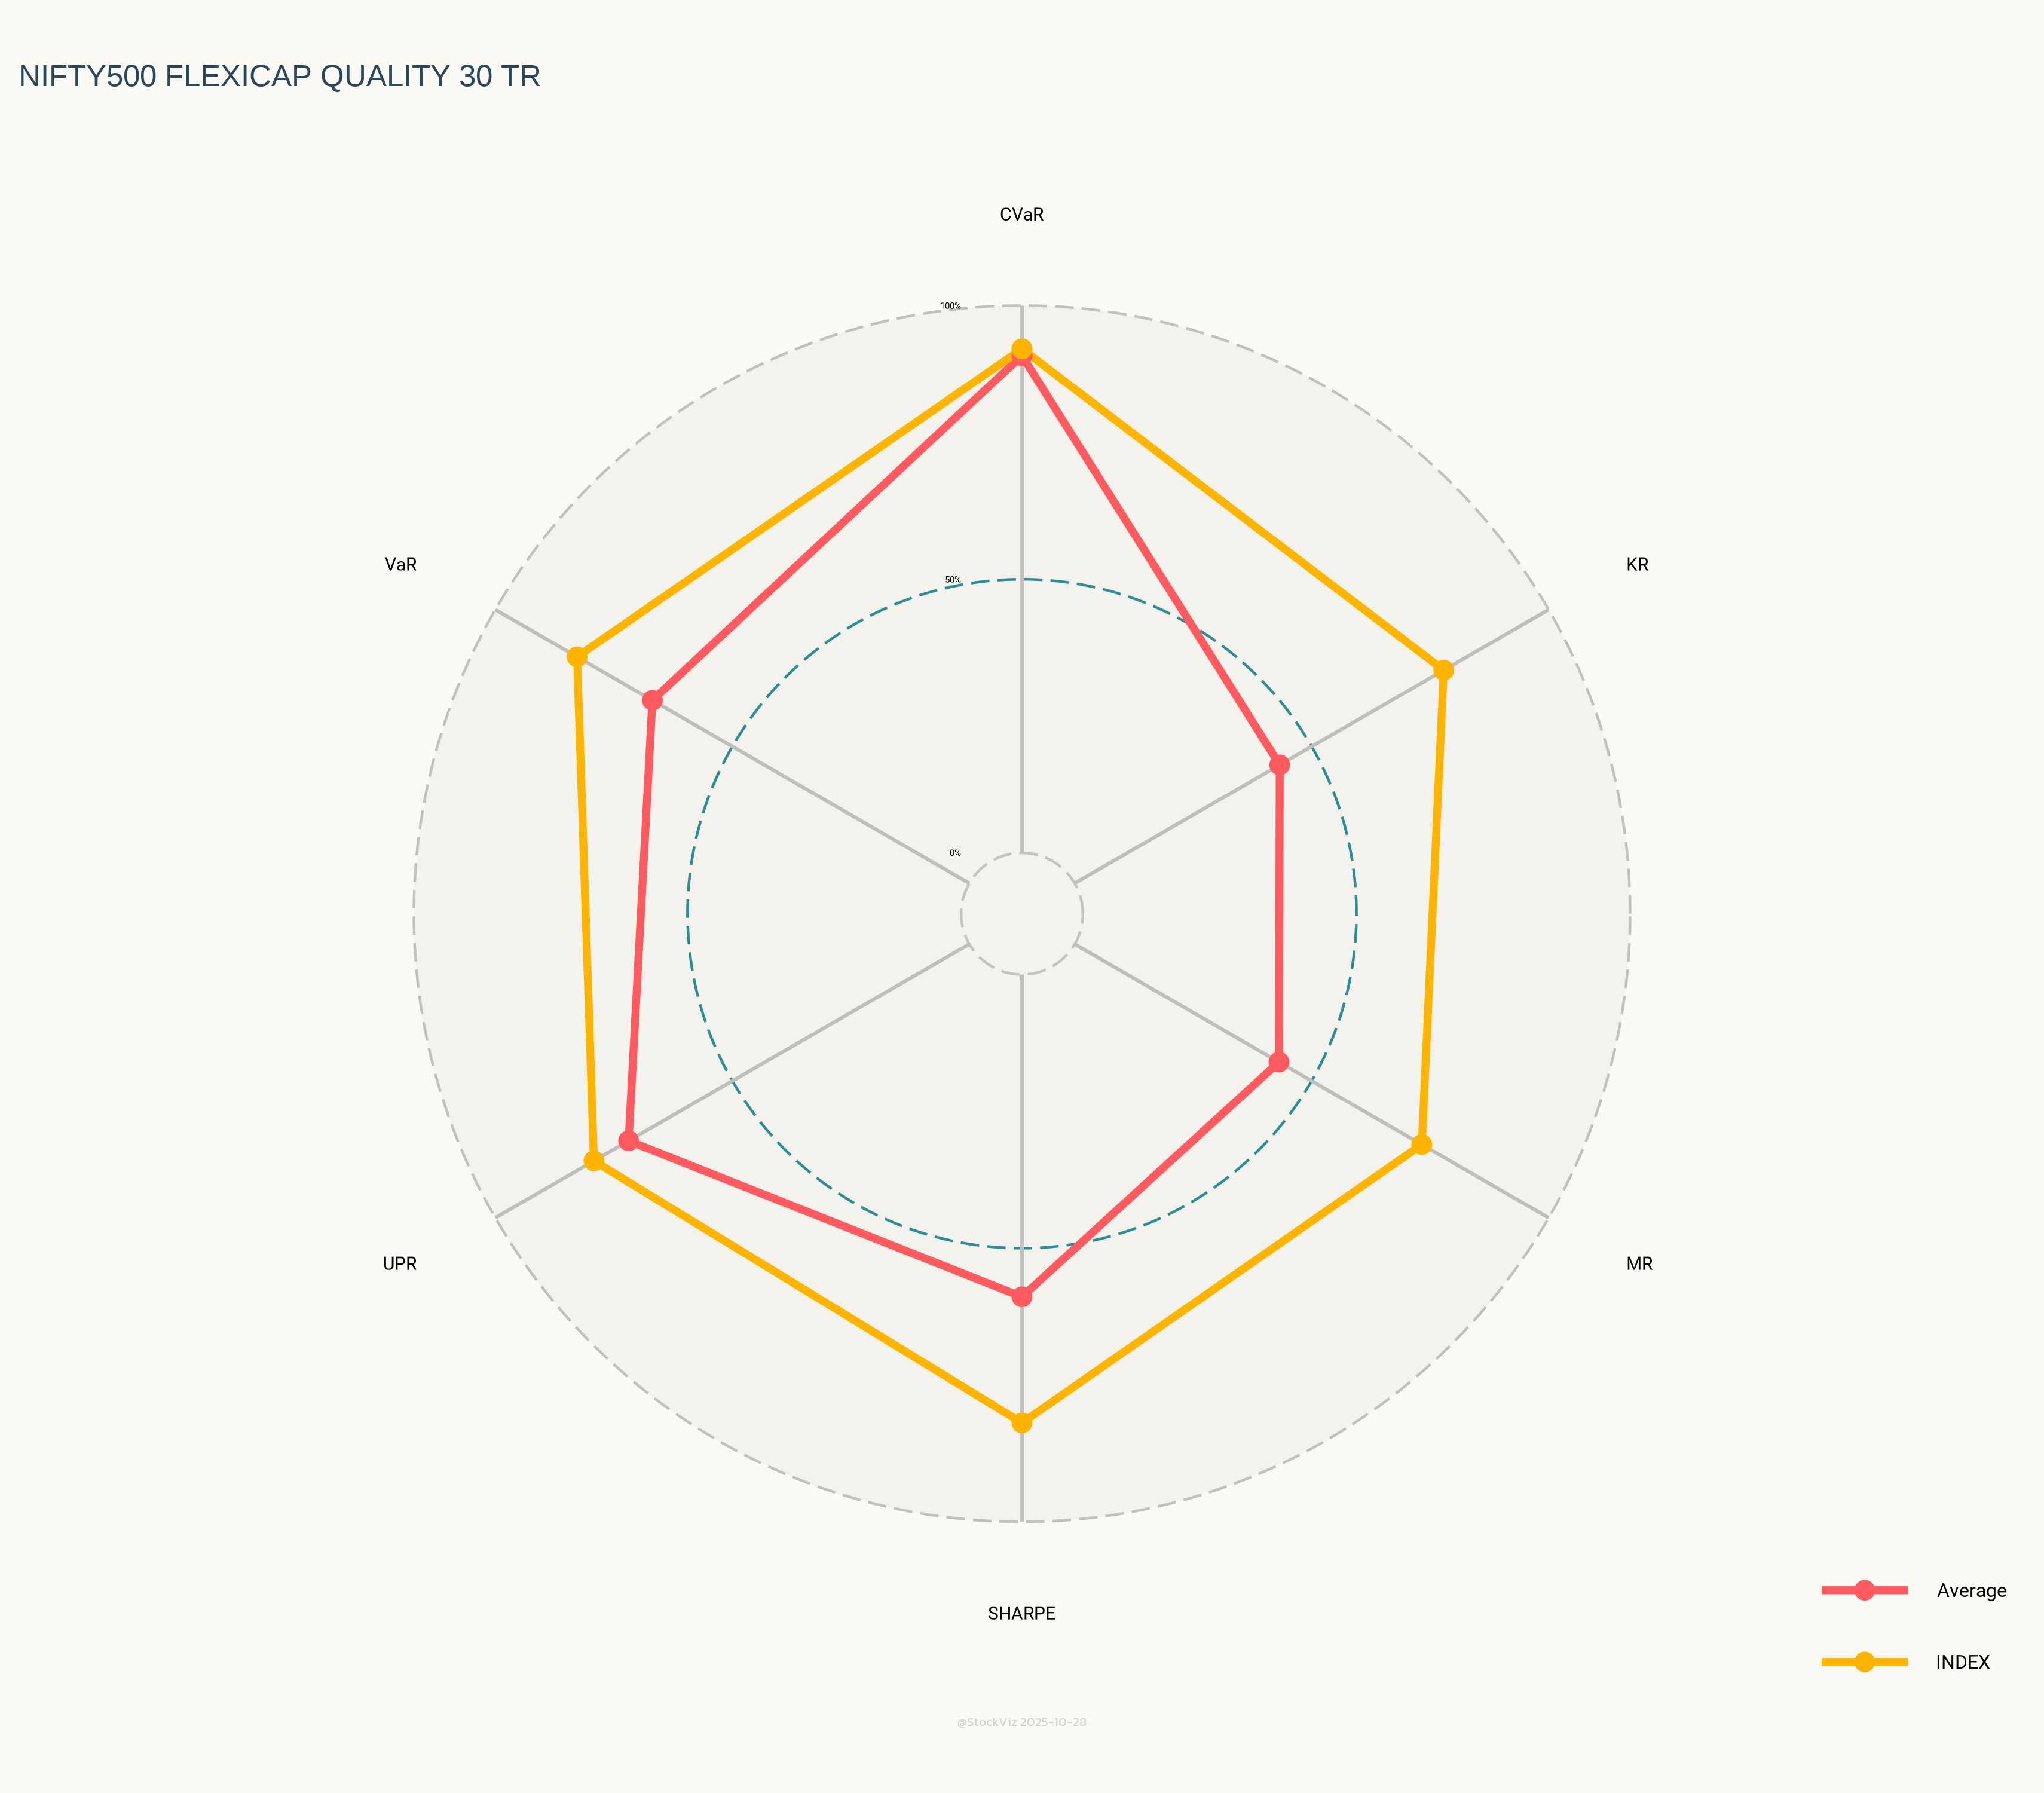 NIFTY500 FLEXICAP QUALITY 30 TR
CVaR
100%
VaR
KR
50%
0%
UPR
MR
SHARPE
Average
INDEX
@StockViz 2025-10-28